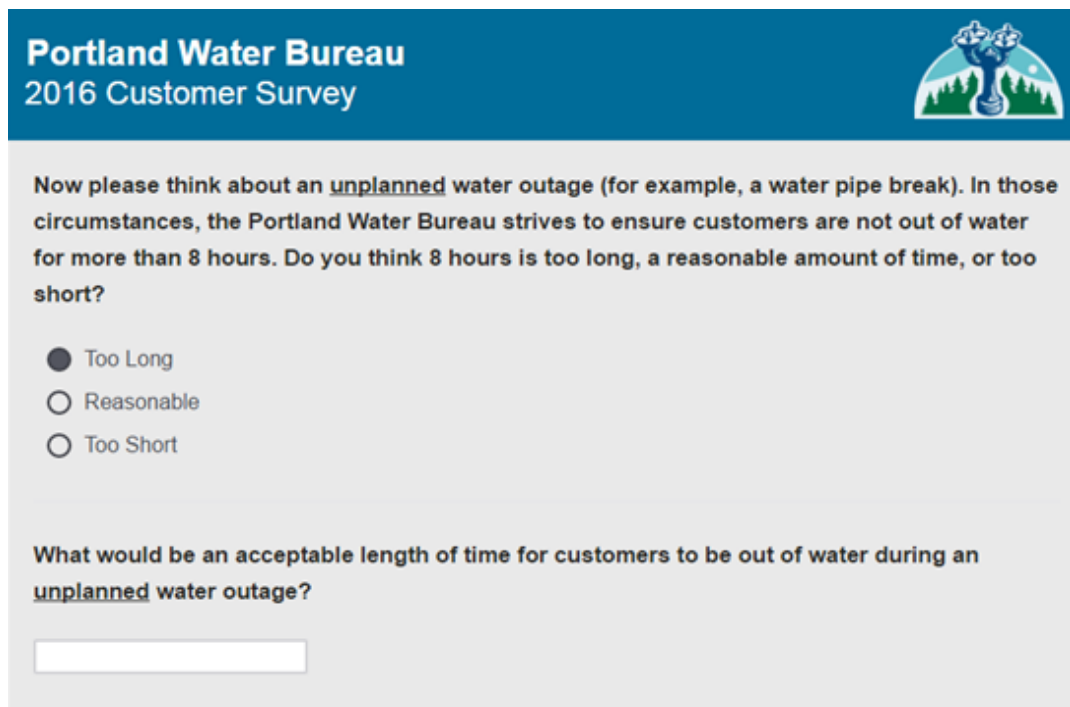 Portland Water Bureau
2016 Customer Survey
Now please think about an unplanned water outage (for example, a water pipe break). In those
circumstances, the Portland Water Bureau strives to ensure customers are not out of water
for more than 8 hours. Do you think 8 hours is too long, a reasonable amount of time, or too
short?
Too Long
Reasonable
Too Short
What would be an acceptable length of time for customers to be out of water during an
unplanned water outage?